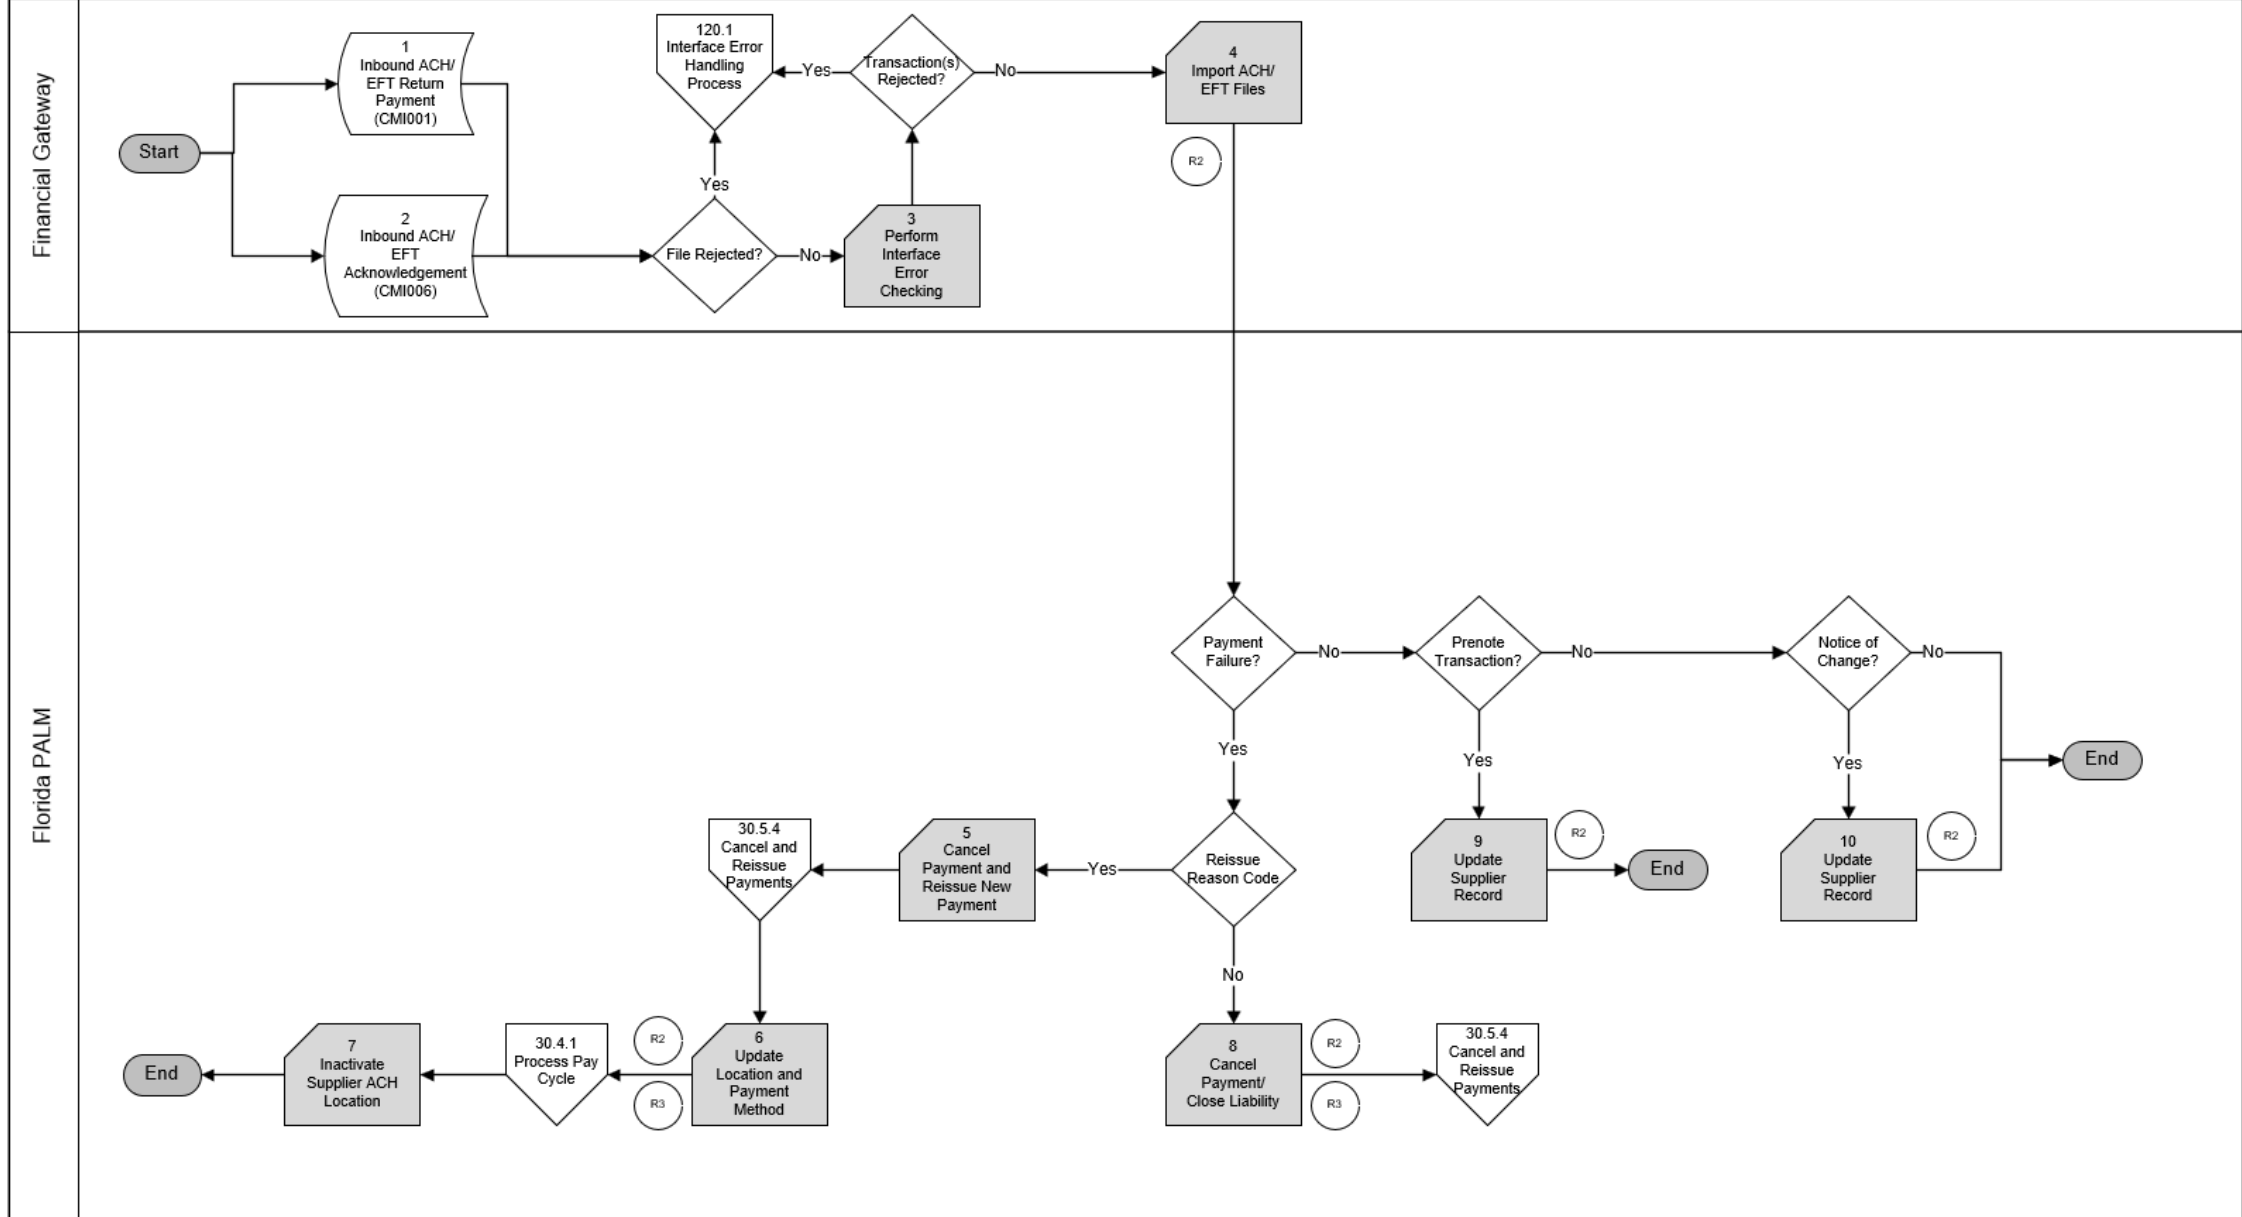 Financial Gateway
Start
1
Inbound ACH/
EFT Return
Payment
(CMI001)
2
Inbound ACH/
EFT
Acknowledgement
(CMI006)
File Rejected?
Yes
No
120.1
Interface Error
Handling
Process
3
Perform
Interface
Error
Checking
Transaction(s)
Rejected?
Yes
No
4
Import ACH/
EFT Files
R2
Florida PALM
Payment
Failure?
No
Yes
Prenote
Transaction?
No
Yes
Notice of
Change?
No
Yes
End
Reissue
Reason Code
Yes
No
5
Cancel
Payment and
Reissue New
Payment
30.5.4
Cancel and
Reissue
Payments
9
Update
Supplier
Record
R2
End
10
Update
Supplier
Record
R2
6
Update
Location and
Payment
Method
R2
R3
30.4.1
Process Pay
Cycle
7
Inactivate
Supplier ACH
Location
End
8
Cancel
Payment/
Close Liability
R2
R3
30.5.4
Cancel and
Reissue
Payments